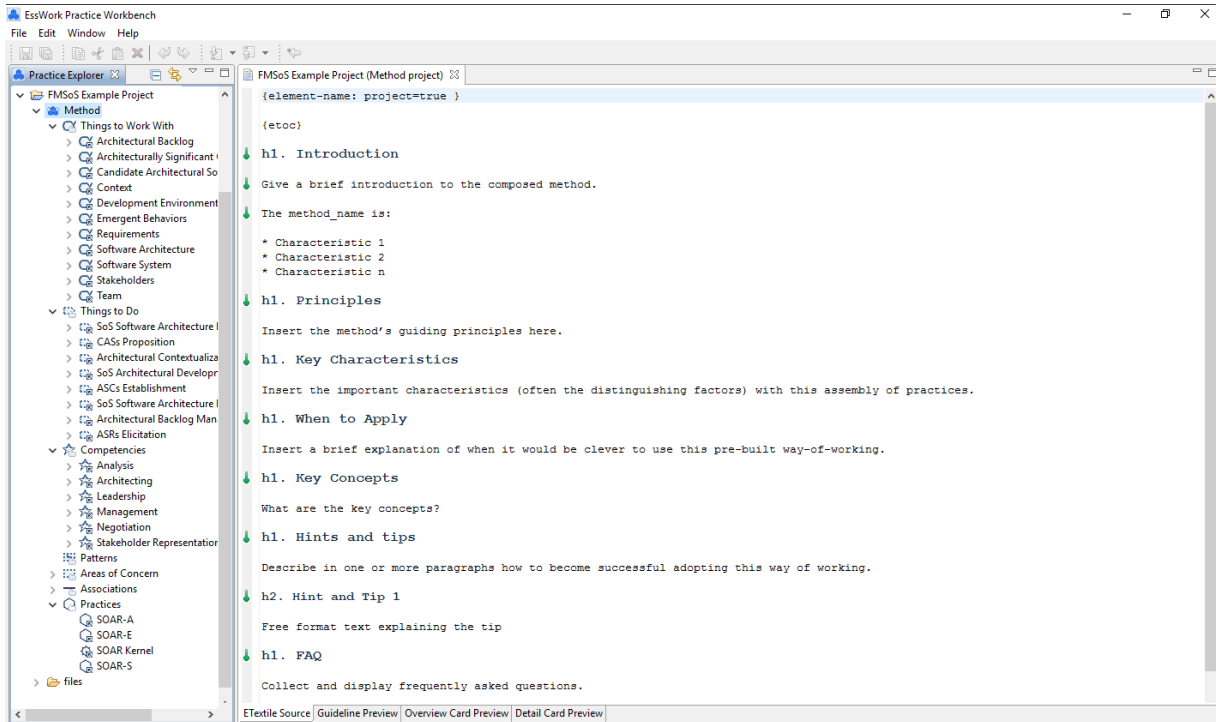 EssWork Practice Workbench
File Edit Window Help
Practice Explorer
FMSoS Example Project
Method
Things to Work With
Architectural Backlog
Architecturally Significant
Candidate Architectural So
Context
Development Environment
Emergent Behaviors
Requirements
Software Architecture
Software System
Stakeholders
Team
Things to Do
SoS Software Architecture
CASs Proposition
Architectural Contextualiza
SoS Architectural Developr
ASCs Establishment
SoS Software Architecture
Architectural Backlog Man
ASRs Elicitation
Competencies
Analysis
Architecting
Leadership
Management
Negotiation
Stakeholder Representation
Patterns
Areas of Concern
Associations
Practices
SOAR-A
SOAR-E
SOAR Kernel
SOAR-S
files
FMSoS Example Project (Method project)
{element-name: project=true }
{etoc}
h1. Introduction
Give a brief introduction to the composed method.
The method_name is:
* Characteristic 1
* Characteristic 2
* Characteristic n
h1. Principles
Insert the method’s guiding principles here.
h1. Key Characteristics
Insert the important characteristics (often the distinguishing factors) with this assembly of practices.
h1. When to Apply
Insert a brief explanation of when it would be clever to use this pre-built way-of-working.
h1. Key Concepts
What are the key concepts?
h1. Hints and tips
Describe in one or more paragraphs how to become successful adopting this way of working.
h2. Hint and Tip 1
Free format text explaining the tip
h1. FAQ
Collect and display frequently asked questions.
ETextile Source Guideline Preview Overview Card Preview Detail Card Preview